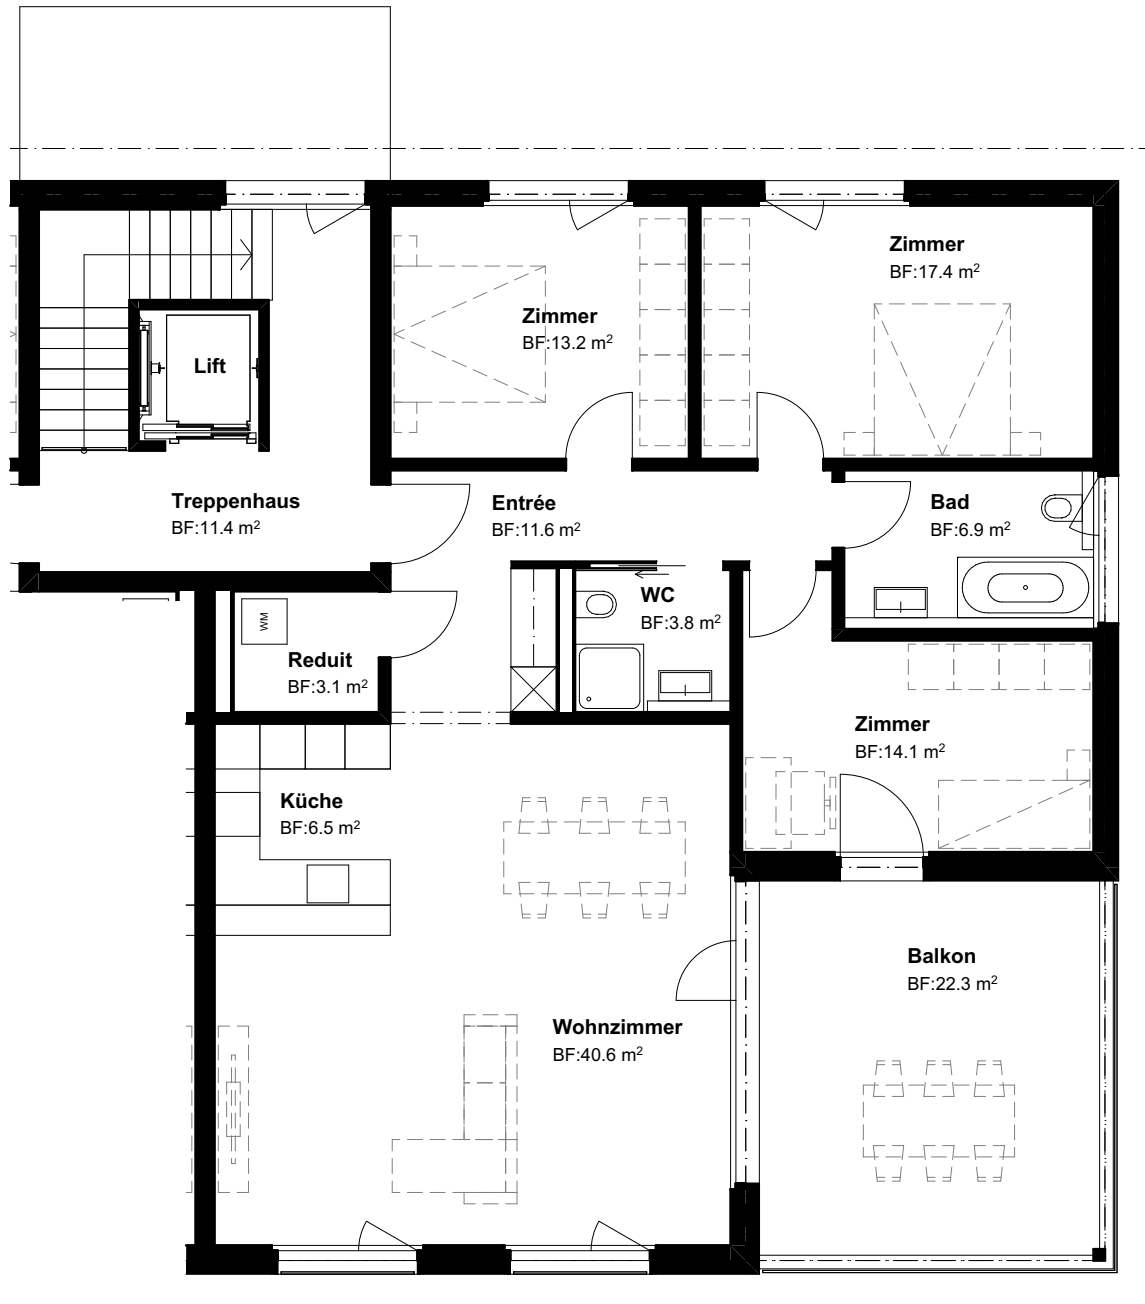 Zimmer
BF:17.4 m²
Zimmer
BF:13.2 m²
Lift
Treppenhaus
BF:11.4 m²
Entrée
BF:11.6 m²
Bad
BF:6.9 m²
WC
BF:3.8 m²
WM
Reduit
BF:3.1 m²
Zimmer
BF:14.1 m²
Küche
BF:6.5 m²
Balkon
BF:22.3 m²
Wohnzimmer
BF:40.6 m²